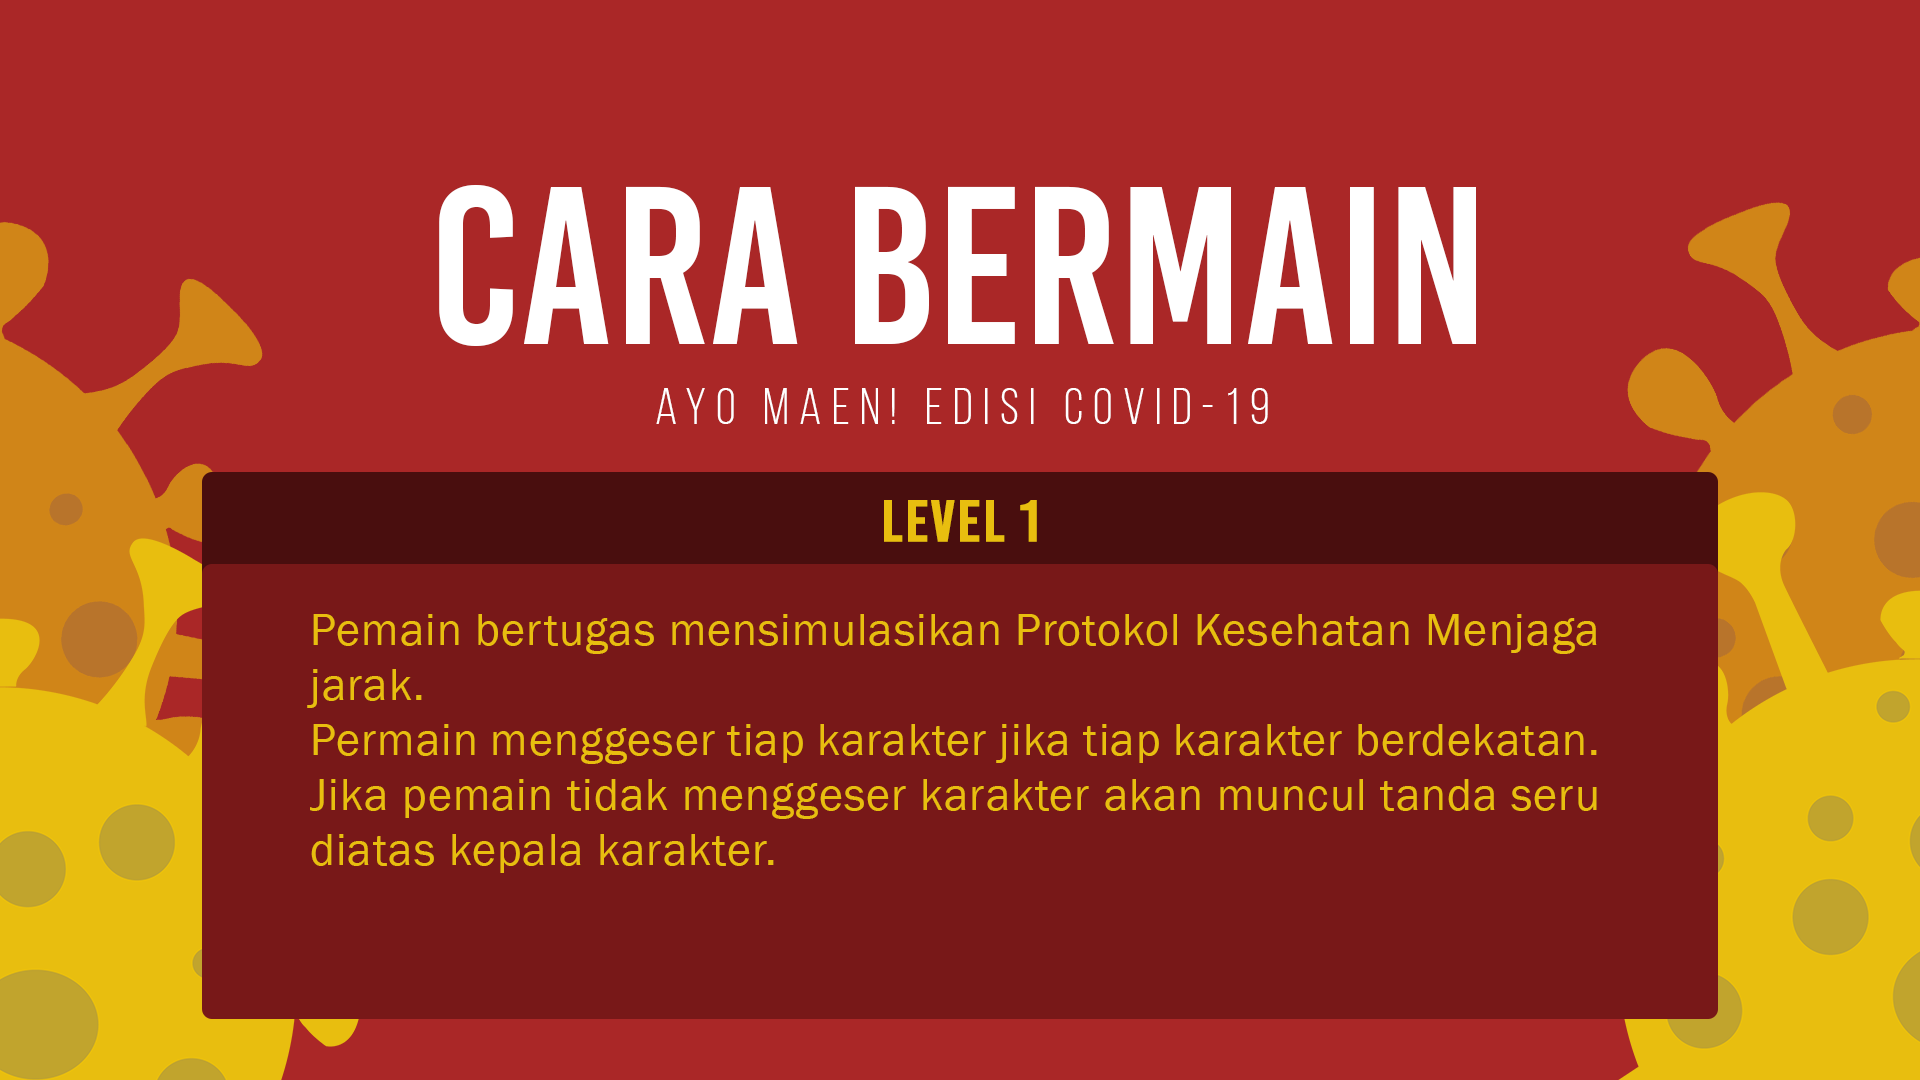 CARA BERMAIN
AYO MAEN! EDISI COVID-19
LEVEL 1
Pemain bertugas mensimulasikan Protokol Kesehatan Menjaga
jarak.
Permain menggeser tiap karakter jika tiap karakter berdekatan.
Jika pemain tidak menggeser karakter akan muncul tanda seru
diatas kepala karakter.